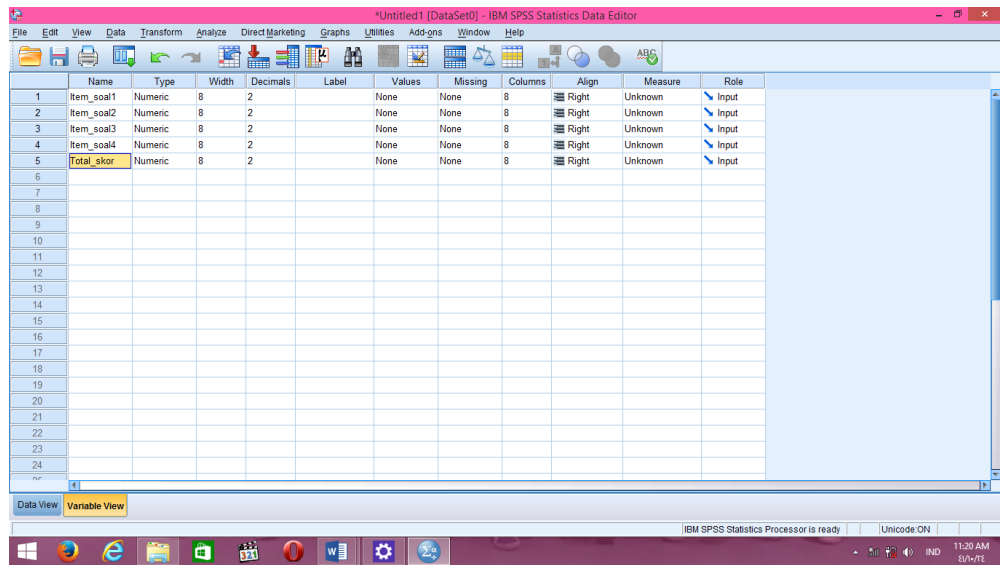 *Untitled1 [DataSet0] - IBM SPSS Statistics Data Editor
File Edit View Data Transform Analyze Direct Marketing Graphs Utilities Add-ons Window Help
Name Type Width Decimals Label Values Missing Columns Align Measure Role
1 Item_soal1 Numeric 8 2 None None 8 Right Unknown Input
2 Item_soal2 Numeric 8 2 None None 8 Right Unknown Input
3 Item_soal3 Numeric 8 2 None None 8 Right Unknown Input
4 Item_soal4 Numeric 8 2 None None 8 Right Unknown Input
5 Total_skor Numeric 8 2 None None 8 Right Unknown Input
6
7
8
9
10
11
12
13
14
15
16
17
18
19
20
21
22
23
24
Data View Variable View
IBM SPSS Statistics Processor is ready Unicode:ON
IND 11:20 AM